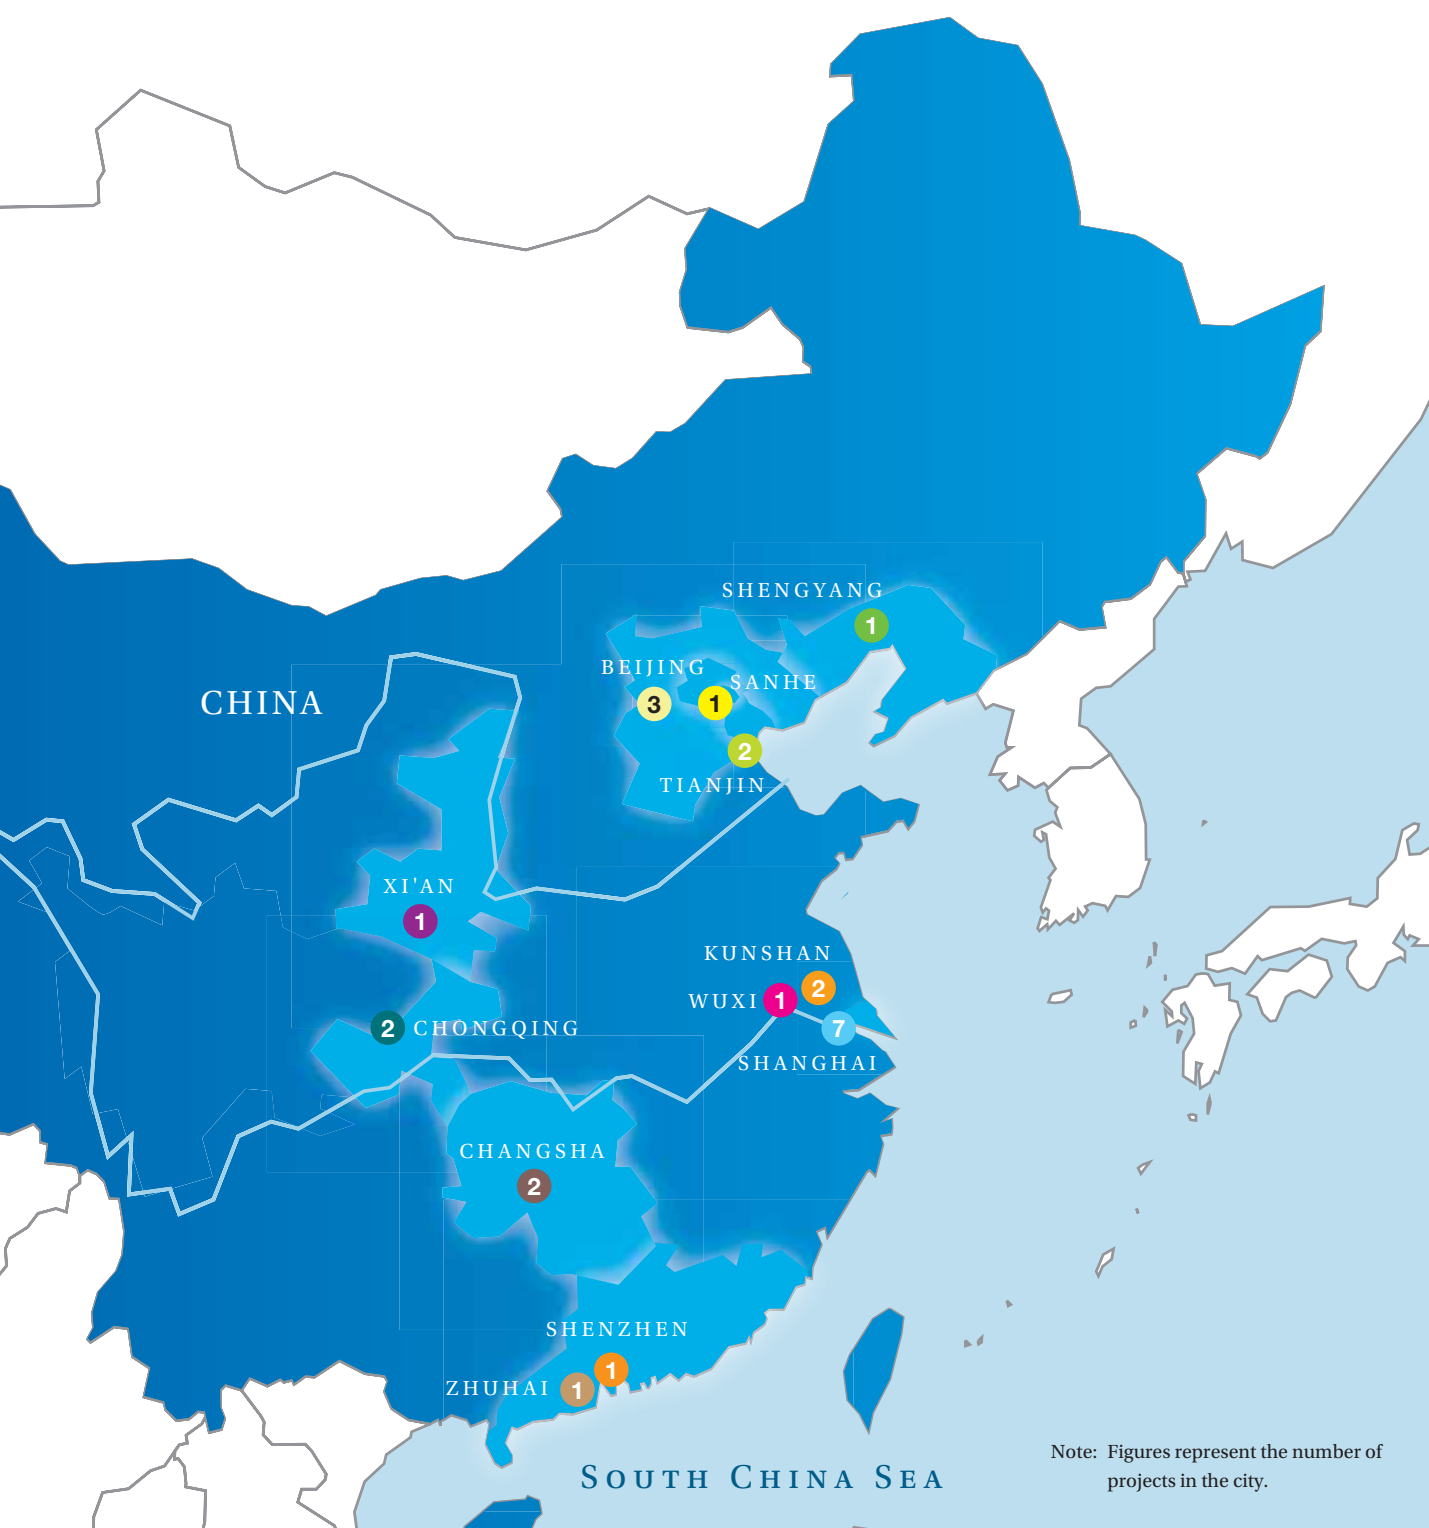 SHENGYANG
1
BEIJING
SANHE
3
1
2
TIANJIN
CHINA
XI'AN
1
KUNSHAN
2
WUXI 1
7
SHANGHAI
2 CHONGQING
CHANGSHA
2
SHENZHEN
1
ZHUHAI 1
SOUTH CHINA SEA
Note: Figures represent the number of
projects in the city.